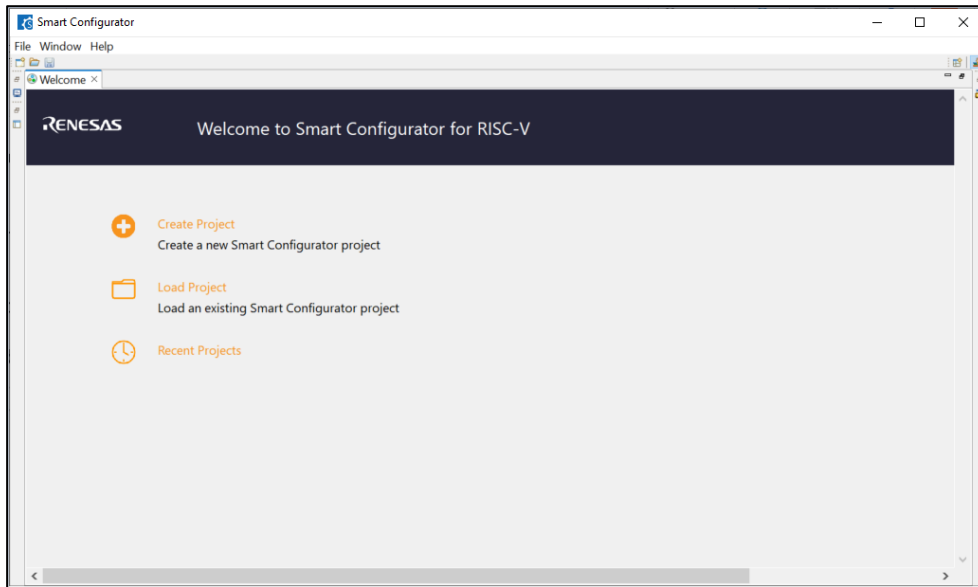 Smart Configurator
File Window Help
Welcome
RENESAS
Welcome to Smart Configurator for RISC-V
Create Project
Create a new Smart Configurator project
Load Project
Load an existing Smart Configurator project
Recent Projects